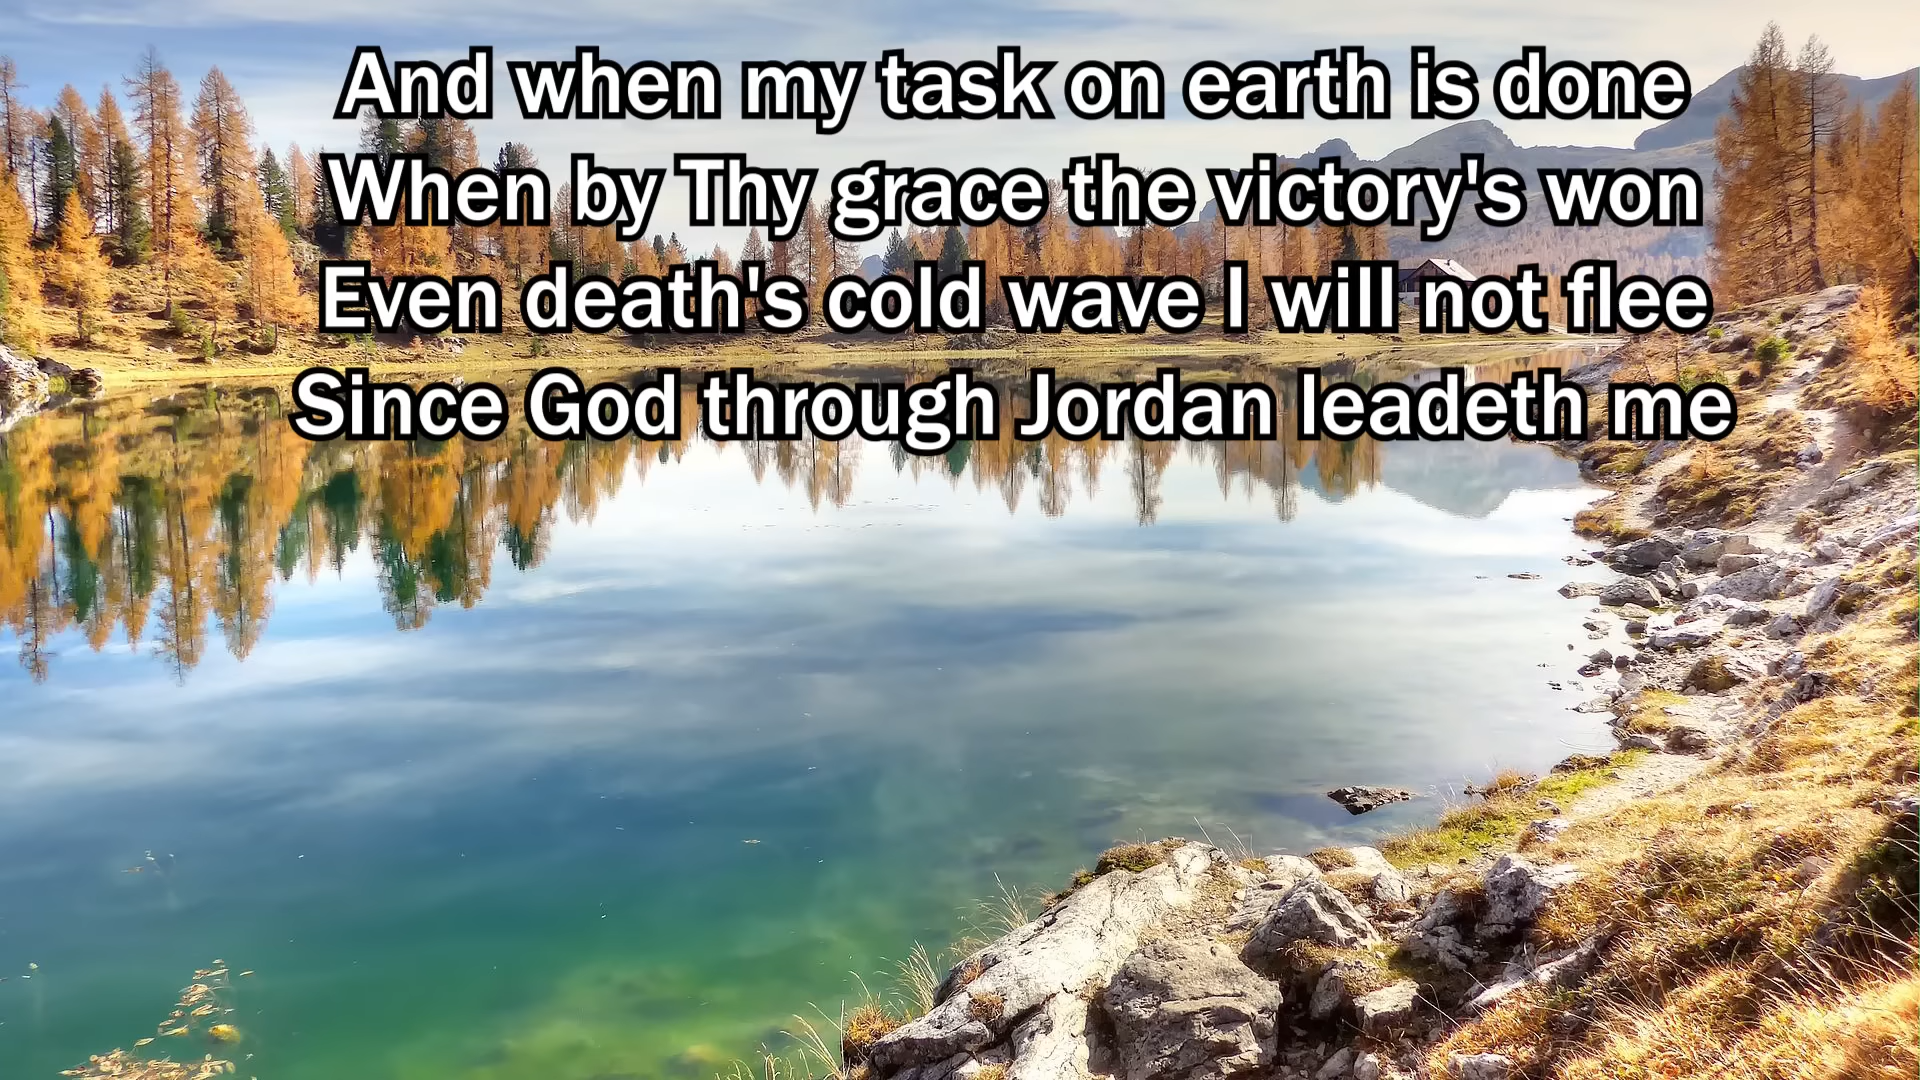 And when my task on earth is done
When by Thy grace the victory's won
Even death's cold wave I will not flee
Since God through Jordan leadeth me